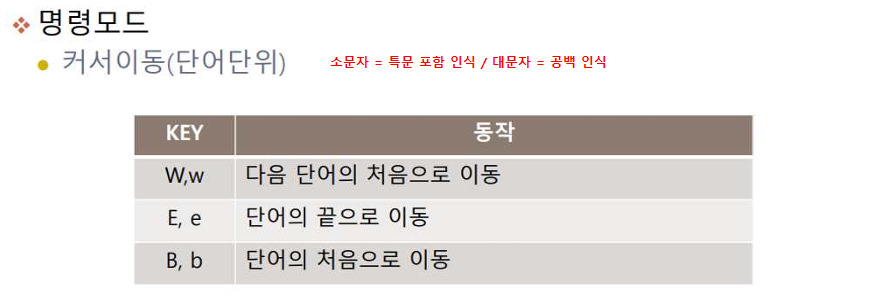 명령모드
커서이동(단어단위) 소문자 = 특문 포함 인식 / 대문자 = 공백 인식
KEY 동작
W,w 다음 단어의 처음으로 이동
E, e 단어의 끝으로 이동
B, b 단어의 처음으로 이동